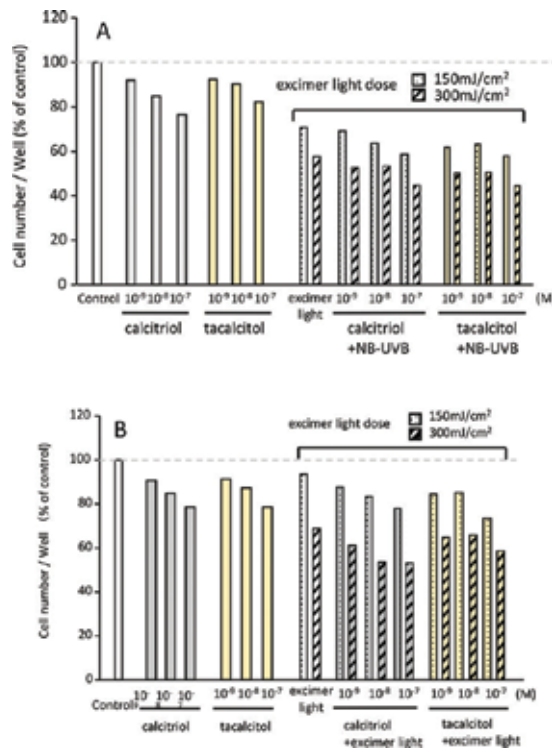 A
Cell number / Well (% of control)
120
100
80
60
40
20
0
excimer light dose
150mJ/cm²
300mJ/cm²
Control
10⁻⁹ 10⁻⁸ 10⁻⁷
10⁻⁹ 10⁻⁸ 10⁻⁷
excimer
light
10⁻⁹ 10⁻⁸ 10⁻⁷
10⁻⁹ 10⁻⁸ 10⁻⁷ (M
calcitriol
tacalcitol
calcitriol
+NB-UVB
tacalcitol
+NB-UVB
B
Cell number / Well (% of control)
120
100
80
60
40
20
0
excimer light dose
150mJ/cm²
300mJ/cm²
Control
10⁻ 10⁻ 10⁻
10⁻⁹ 10⁻⁸ 10⁻⁷
excimer
light
10⁻⁹ 10⁻⁸ 10⁻⁷
10⁻⁹ 10⁻⁸ 10⁻⁷ (M)
calcitriol
tacalcitol
calcitriol
+excimer light
tacalcitol
+excimer light